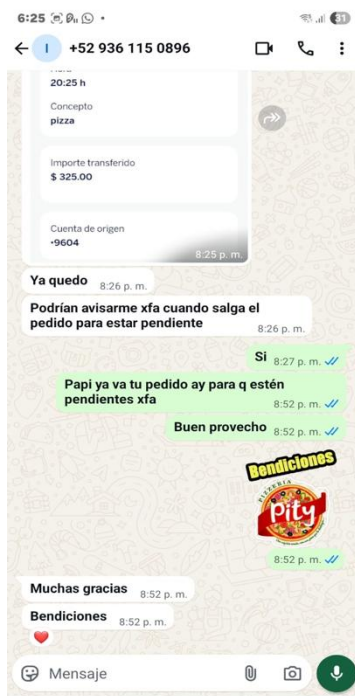 6:25
31
I +52 936 115 0896
20:25 h
Concepto
pizza
Importe transferido
$ 325.00
Cuenta de origen
•9604
8:25 p. m.
Ya quedo 8:26 p. m.
Podrían avisarme xfa cuando salga el
pedido para estar pendiente
8:26 p. m.
Si 8:27 p. m.
Papi ya va tu pedido ay para q estén
pendientes xfa
8:52 p. m.
Buen provecho 8:52 p. m.
Bendiciones
PIZZERIA
Pity
8:52 p. m.
Muchas gracias 8:52 p. m.
Bendiciones 8:52 p. m.
Mensaje